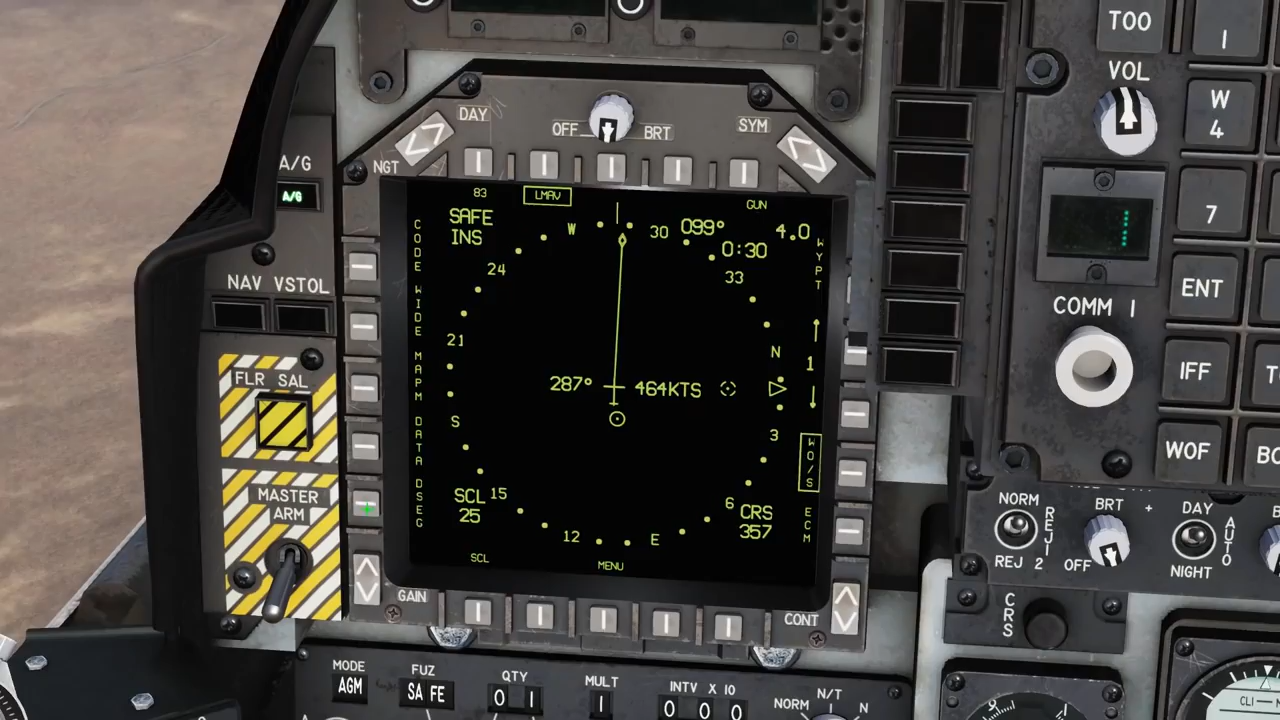 TOO
I
VOL
W
4
7
ENT
COMM I
IFF
WOF
BO
DAY
OFF
BRT
SYM
NGT
A/G
A/G
NAV VSTOL
FLR SAL
MASTER
ARM
83
LMAV
GUN
SAFE
INS
W
30
099°
4.0
0:30
24
33
CODE
WIDE
MAPM
DATA
DSEG
WYPT
21
N
1
287°
464KTS
S
3
WO/S
SCL
25
15
6
CRS
357
ECM
12
E
SCL
MENU
GAIN
CONT
NORM
REJ 2
REJ 1
BRT
OFF
+
DAY
NIGHT
AUTO
CRS
MODE
AGM
FUZ
SAFE
QTY
0 1
MULT
1
INTV X 10
0 0 0
N/T
NORM
I
N
CLI